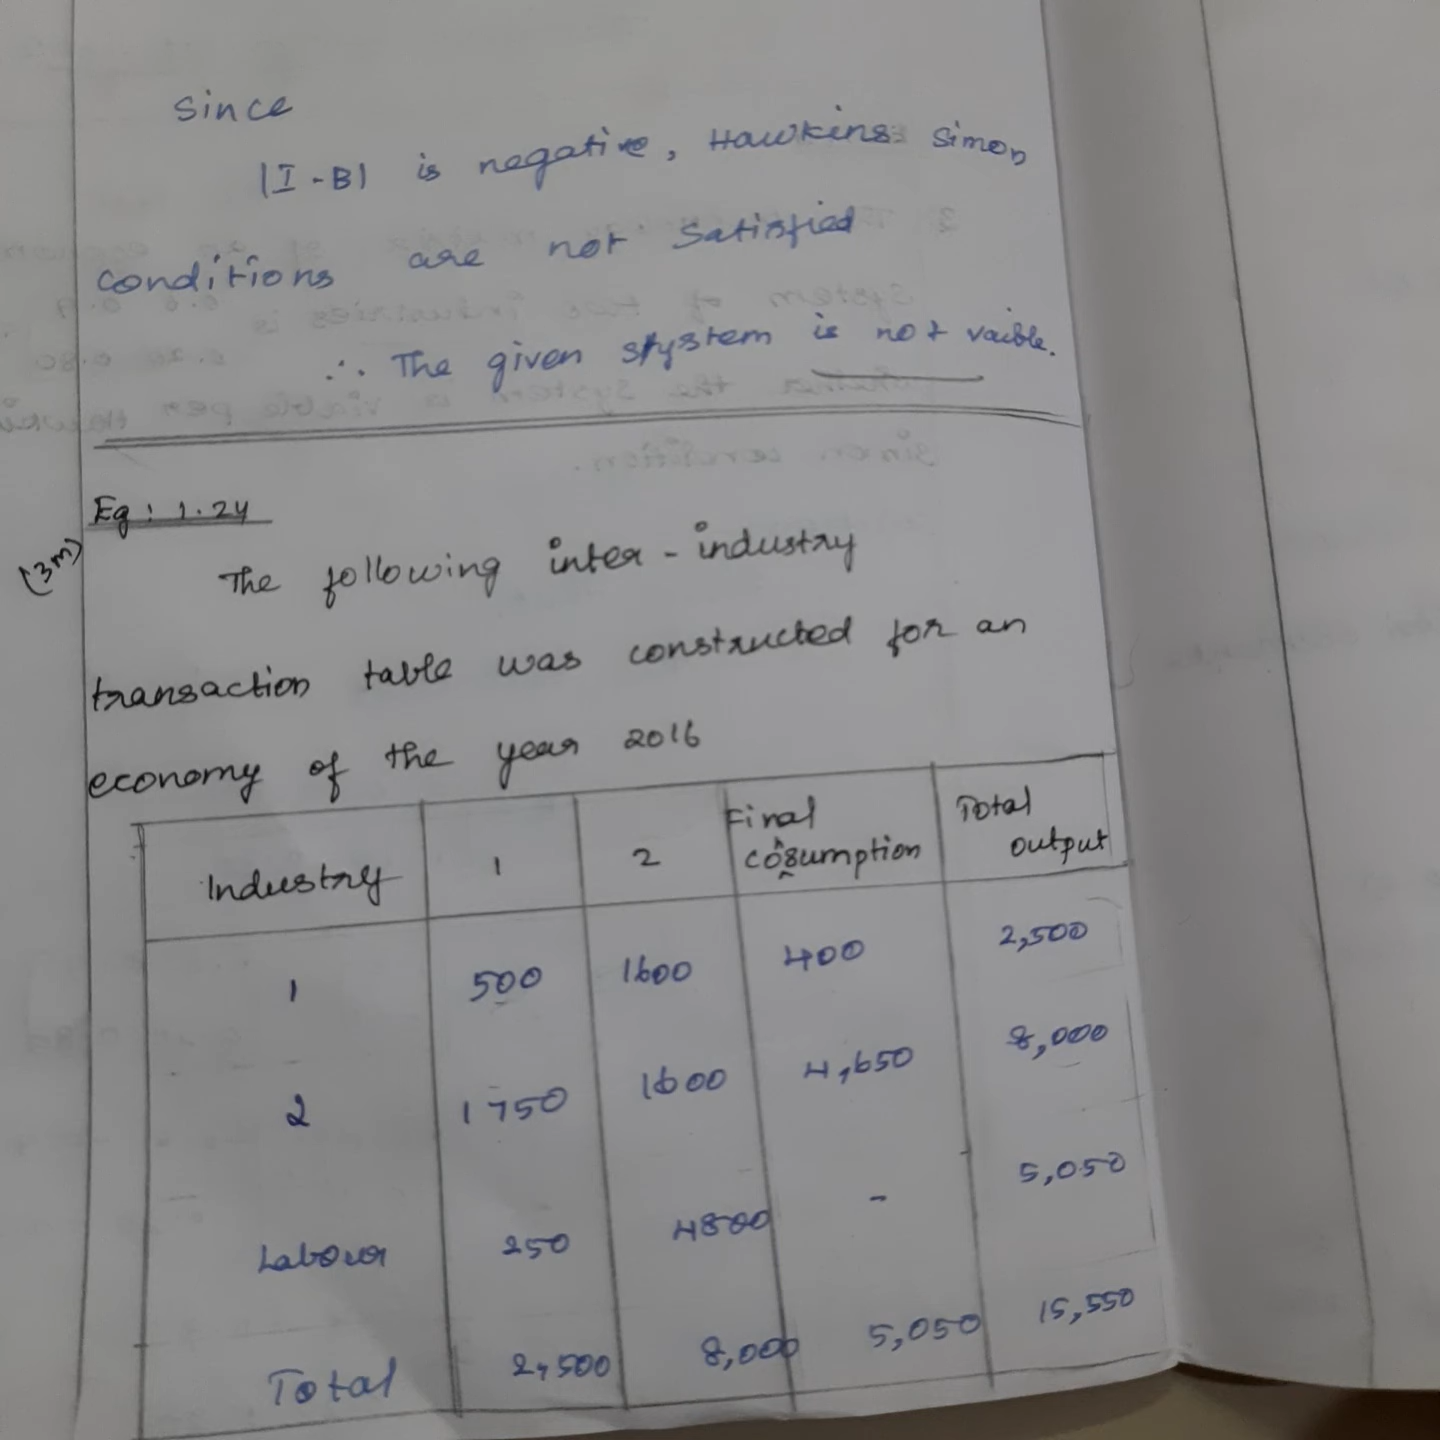 Since
|I-B| is negative, Hawkins Simon
conditions are not Satisfied
∴ The given stystem is not vaible.
Eg: 1.24
(3m)
The following inter-industry
transaction table was constructed for an
economy of the year 2016
Industry 1 2 Final cosumption Total output
1 500 1600 400 2,500
2 1750 1600 4,650 8,000
Labour 250 4800 - 5,050
Total 2,500 8,000 5,050 15,550